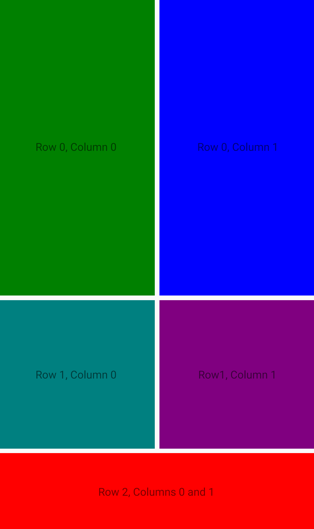 Row 0, Column 0
Row 0, Column 1
Row 1, Column 0
Row1, Column 1
Row 2, Columns 0 and 1